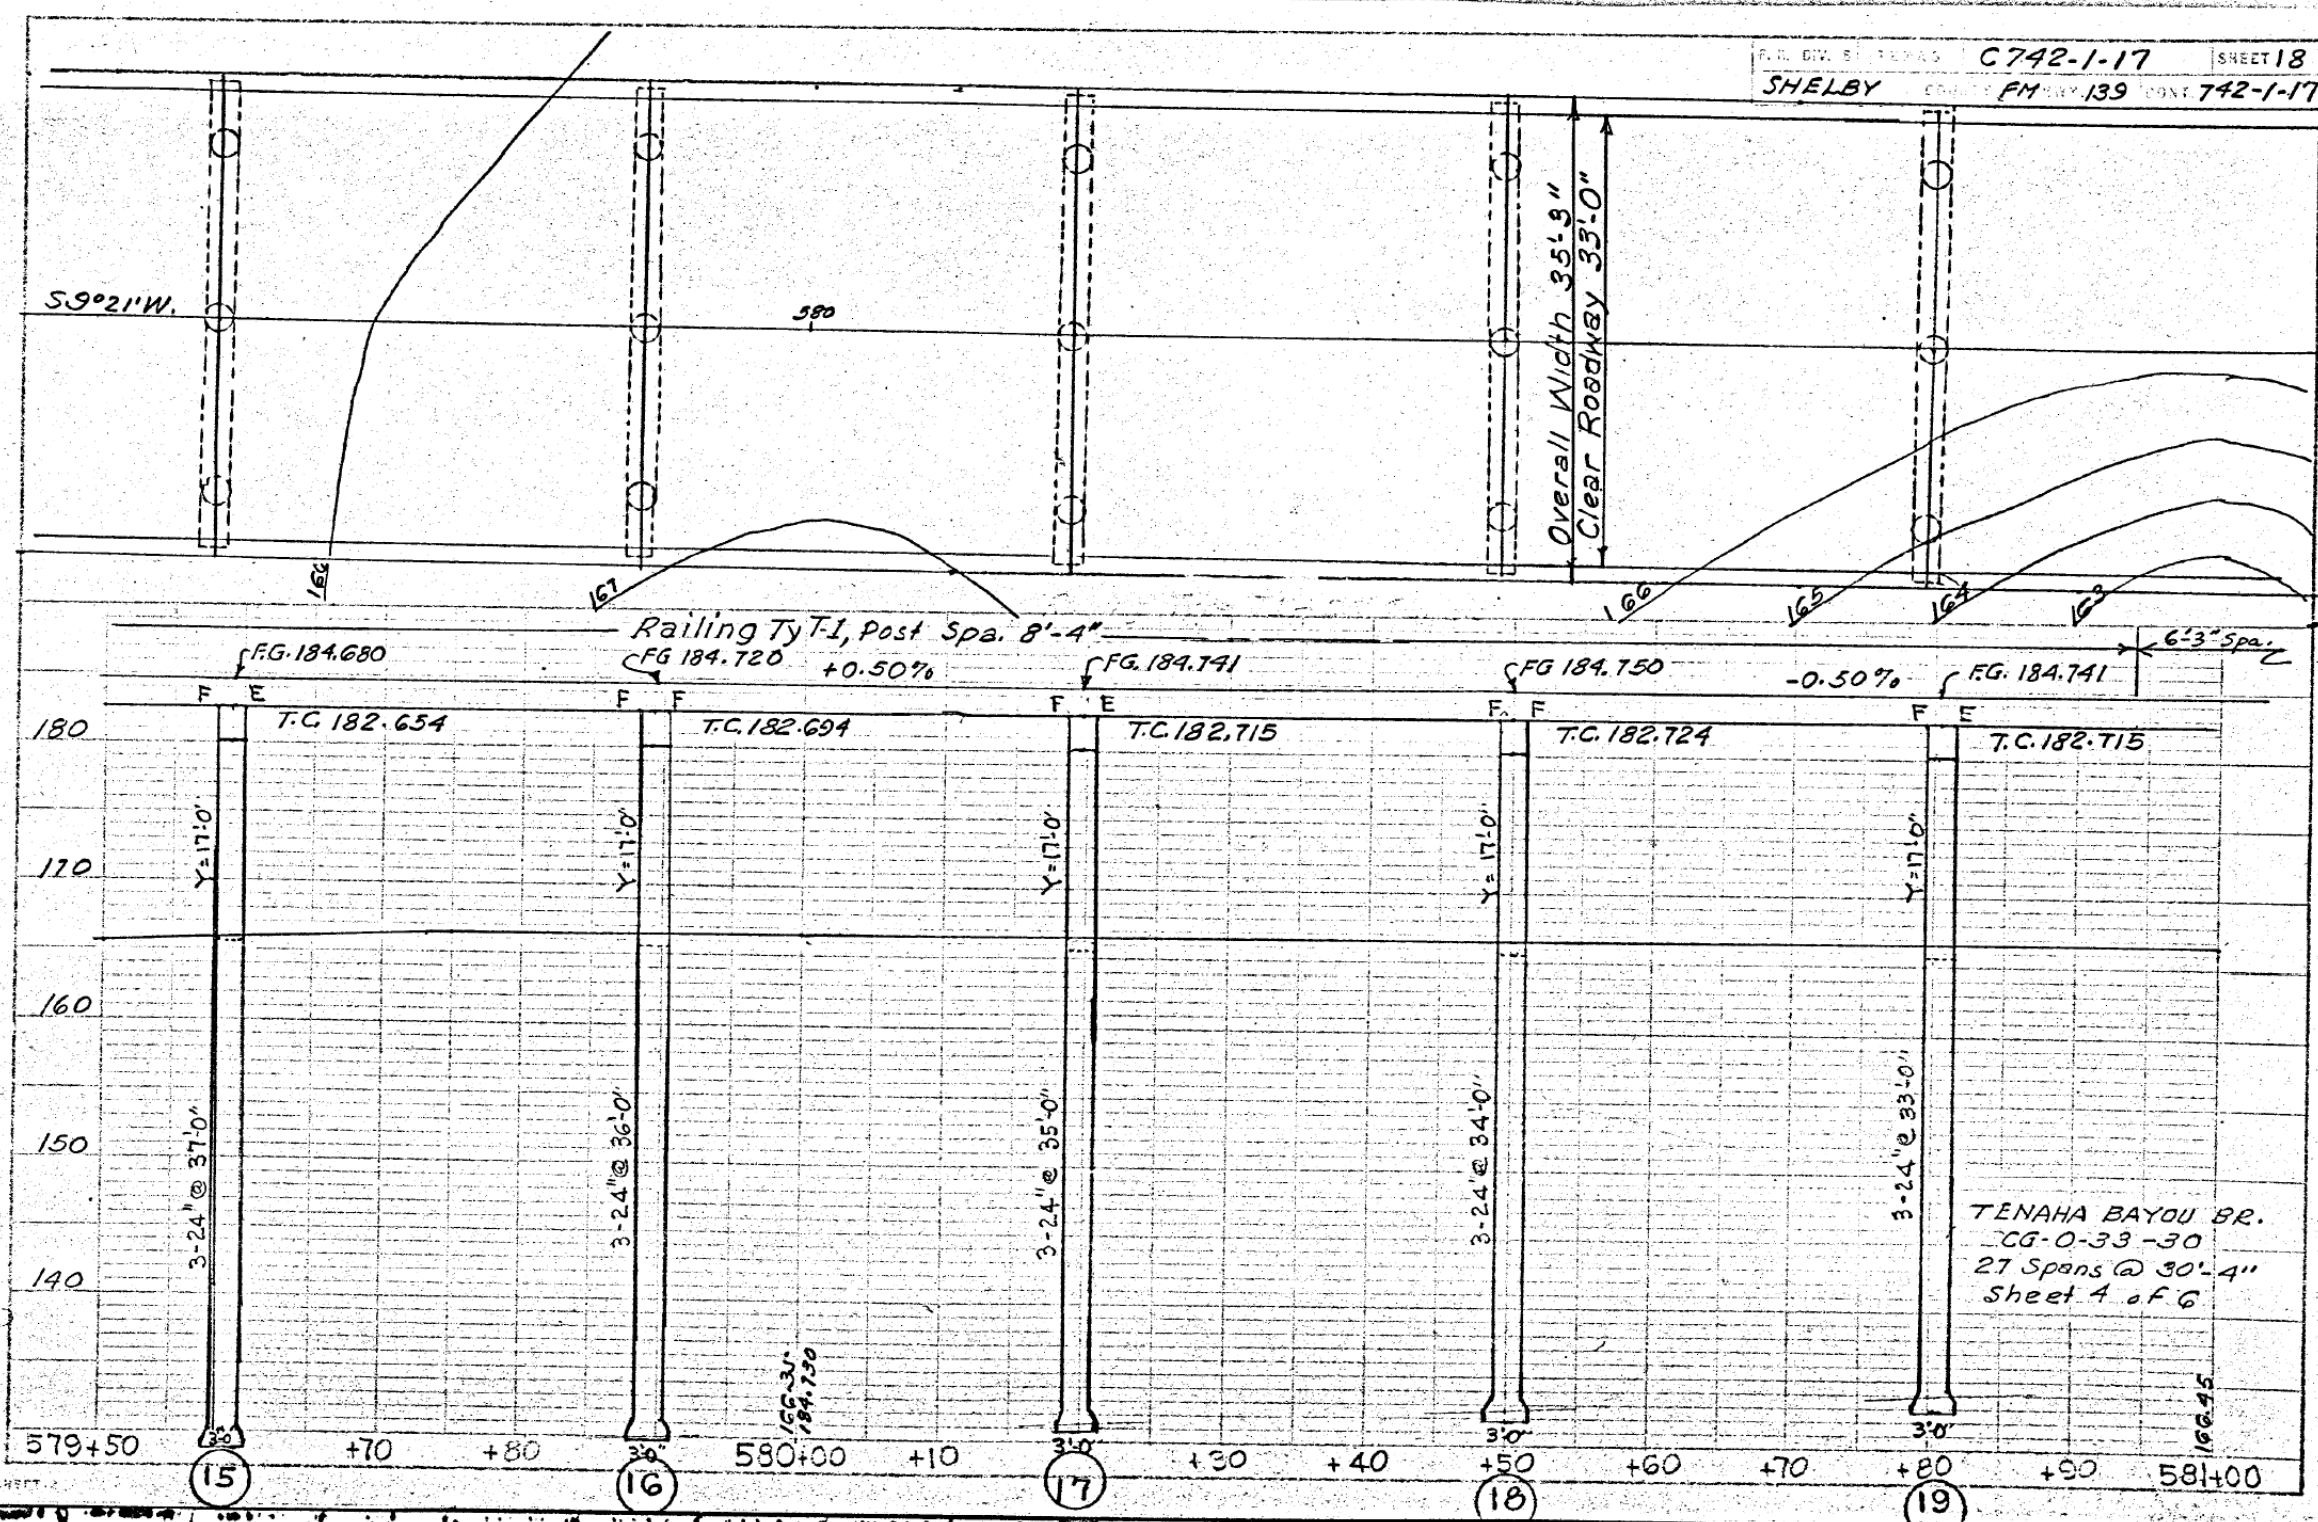 C 742-1-17 SHEET 18
SHELBY FM 139 CONT. 742-1-17
S9°21'W.
580
Overall Width 35'-3"
Clear Roadway 33'-0"
166
167
166
165
164
163
Railing Ty T-1, Post Spa. 8'-4"
6'-3" Spa.
F.G. 184.680
FG 184.720
+0.50%
FG. 184.741
FG 184.750
-0.50%
F.G. 184.741
F E
F F
F E
F F
F E
T.C. 182.654
T.C. 182.694
T.C. 182.715
T.C. 182.724
T.C. 182.715
180
170
160
150
140
Y=17'-0"
Y=17'-0"
Y=17'-0"
Y=17'-0"
Y=17'-0"
3-24" @ 37'-0"
3-24" @ 36'-0"
3-24" @ 35'-0"
3-24" @ 34'-0"
3-24" @ 33'-0"
TENAHA BAYOU BR.
CG-0-33-30
27 Spans @ 30'-4"
Sheet 4 of 6
166.35
184.730
166.45
3'-0"
3'-0"
3'-0"
3'-0"
3'-0"
579+50 +70 +80 580+00 +10 +30 +40 +50 +60 +70 +80 +90 581+00
15 16 17 18 19